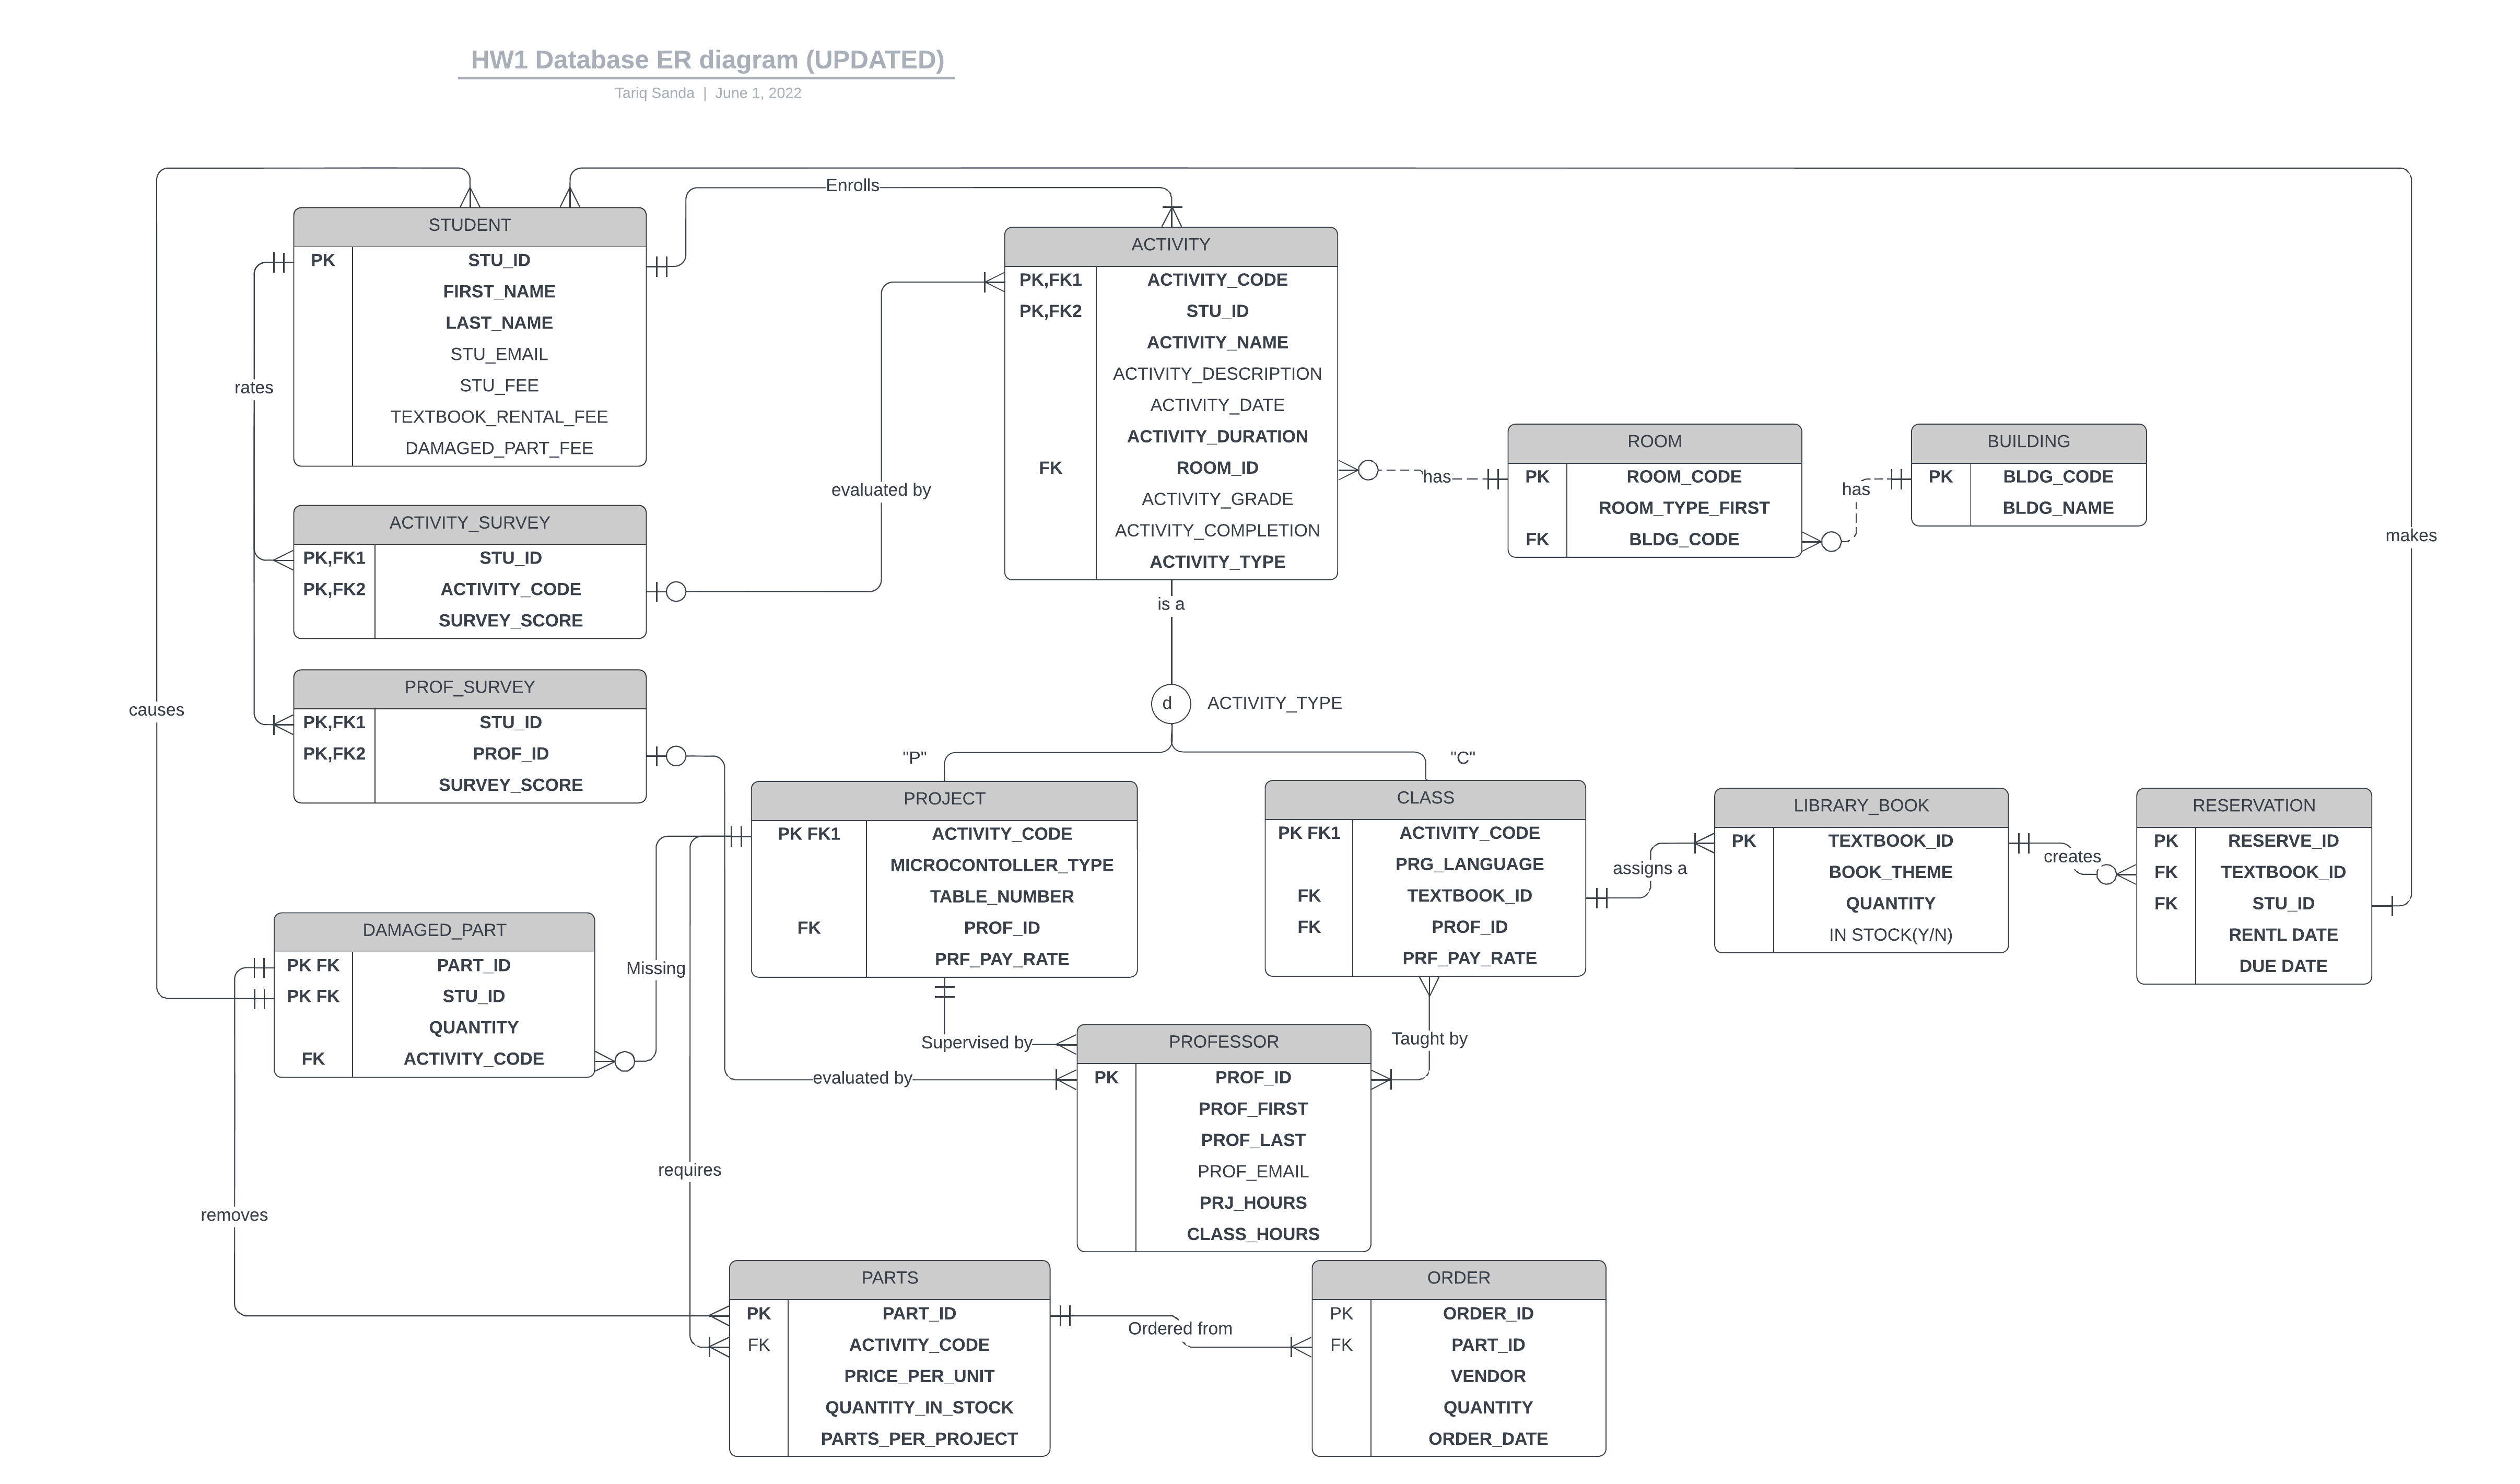 HW1 Database ER diagram (UPDATED)
Tariq Sanda | June 1, 2022
Enrolls
STUDENT
PK STU_ID
FIRST_NAME
LAST_NAME
STU_EMAIL
STU_FEE
TEXTBOOK_RENTAL_FEE
DAMAGED_PART_FEE
rates
ACTIVITY
PK,FK1 ACTIVITY_CODE
PK,FK2 STU_ID
ACTIVITY_NAME
ACTIVITY_DESCRIPTION
ACTIVITY_DATE
ACTIVITY_DURATION
FK ROOM_ID
ACTIVITY_GRADE
ACTIVITY_COMPLETION
ACTIVITY_TYPE
evaluated by
has
ROOM
PK ROOM_CODE
ROOM_TYPE_FIRST
FK BLDG_CODE
has
BUILDING
PK BLDG_CODE
BLDG_NAME
makes
ACTIVITY_SURVEY
PK,FK1 STU_ID
PK,FK2 ACTIVITY_CODE
SURVEY_SCORE
is a
PROF_SURVEY
PK,FK1 STU_ID
PK,FK2 PROF_ID
SURVEY_SCORE
causes
d ACTIVITY_TYPE
"P"
"C"
PROJECT
PK FK1 ACTIVITY_CODE
MICROCONTOLLER_TYPE
TABLE_NUMBER
FK PROF_ID
PRF_PAY_RATE
CLASS
PK FK1 ACTIVITY_CODE
PRG_LANGUAGE
FK TEXTBOOK_ID
FK PROF_ID
PRF_PAY_RATE
assigns a
LIBRARY_BOOK
PK TEXTBOOK_ID
BOOK_THEME
QUANTITY
IN STOCK(Y/N)
creates
RESERVATION
PK RESERVE_ID
FK TEXTBOOK_ID
FK STU_ID
RENTL DATE
DUE DATE
DAMAGED_PART
PK FK PART_ID
PK FK STU_ID
QUANTITY
FK ACTIVITY_CODE
Missing
Supervised by
Taught by
evaluated by
PROFESSOR
PK PROF_ID
PROF_FIRST
PROF_LAST
PROF_EMAIL
PRJ_HOURS
CLASS_HOURS
requires
removes
PARTS
PK PART_ID
FK ACTIVITY_CODE
PRICE_PER_UNIT
QUANTITY_IN_STOCK
PARTS_PER_PROJECT
Ordered from
ORDER
PK ORDER_ID
FK PART_ID
VENDOR
QUANTITY
ORDER_DATE